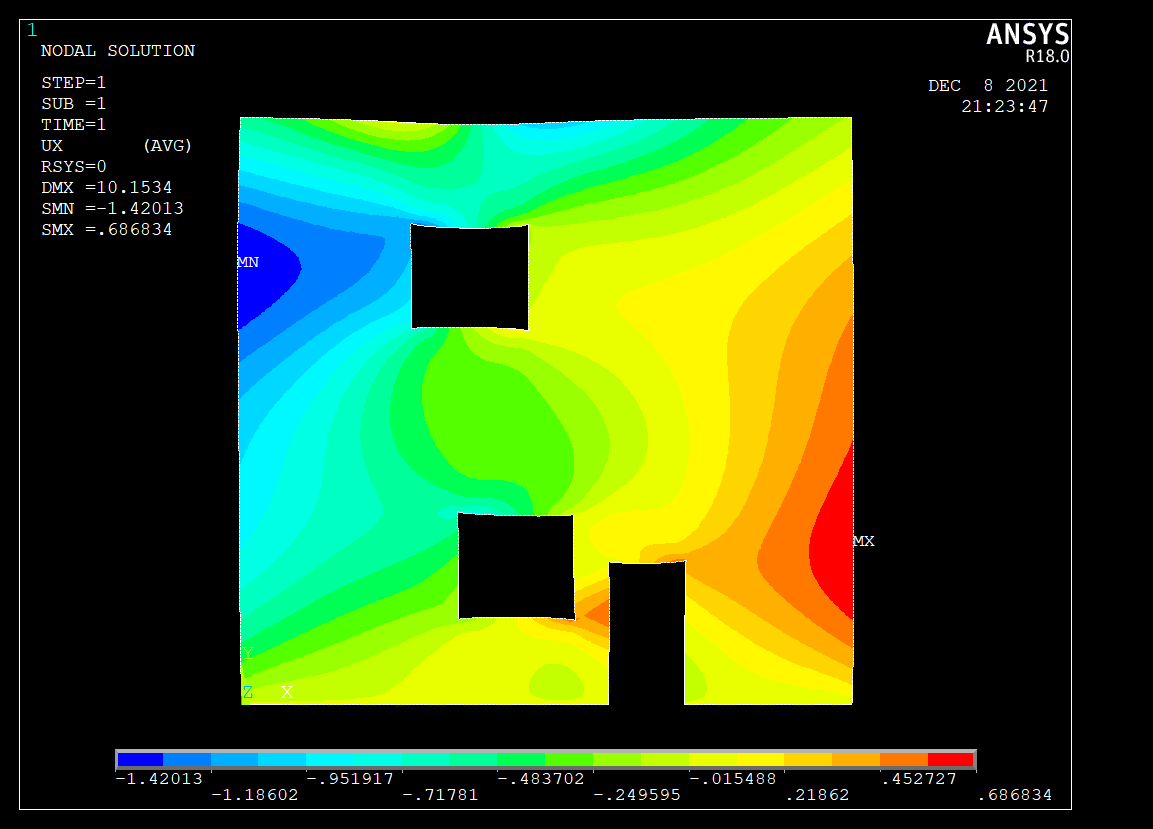 1
ANSYS
R18.0
NODAL SOLUTION
DEC 8 2021
21:23:47
STEP=1
SUB =1
TIME=1
UX (AVG)
RSYS=0
DMX =10.1534
SMN =-1.42013
SMX =.686834
MN
MX
Y
Z X
-1.42013 -.951917 -.483702 -.015488 .452727
-1.18602 -.71781 -.249595 .21862 .686834